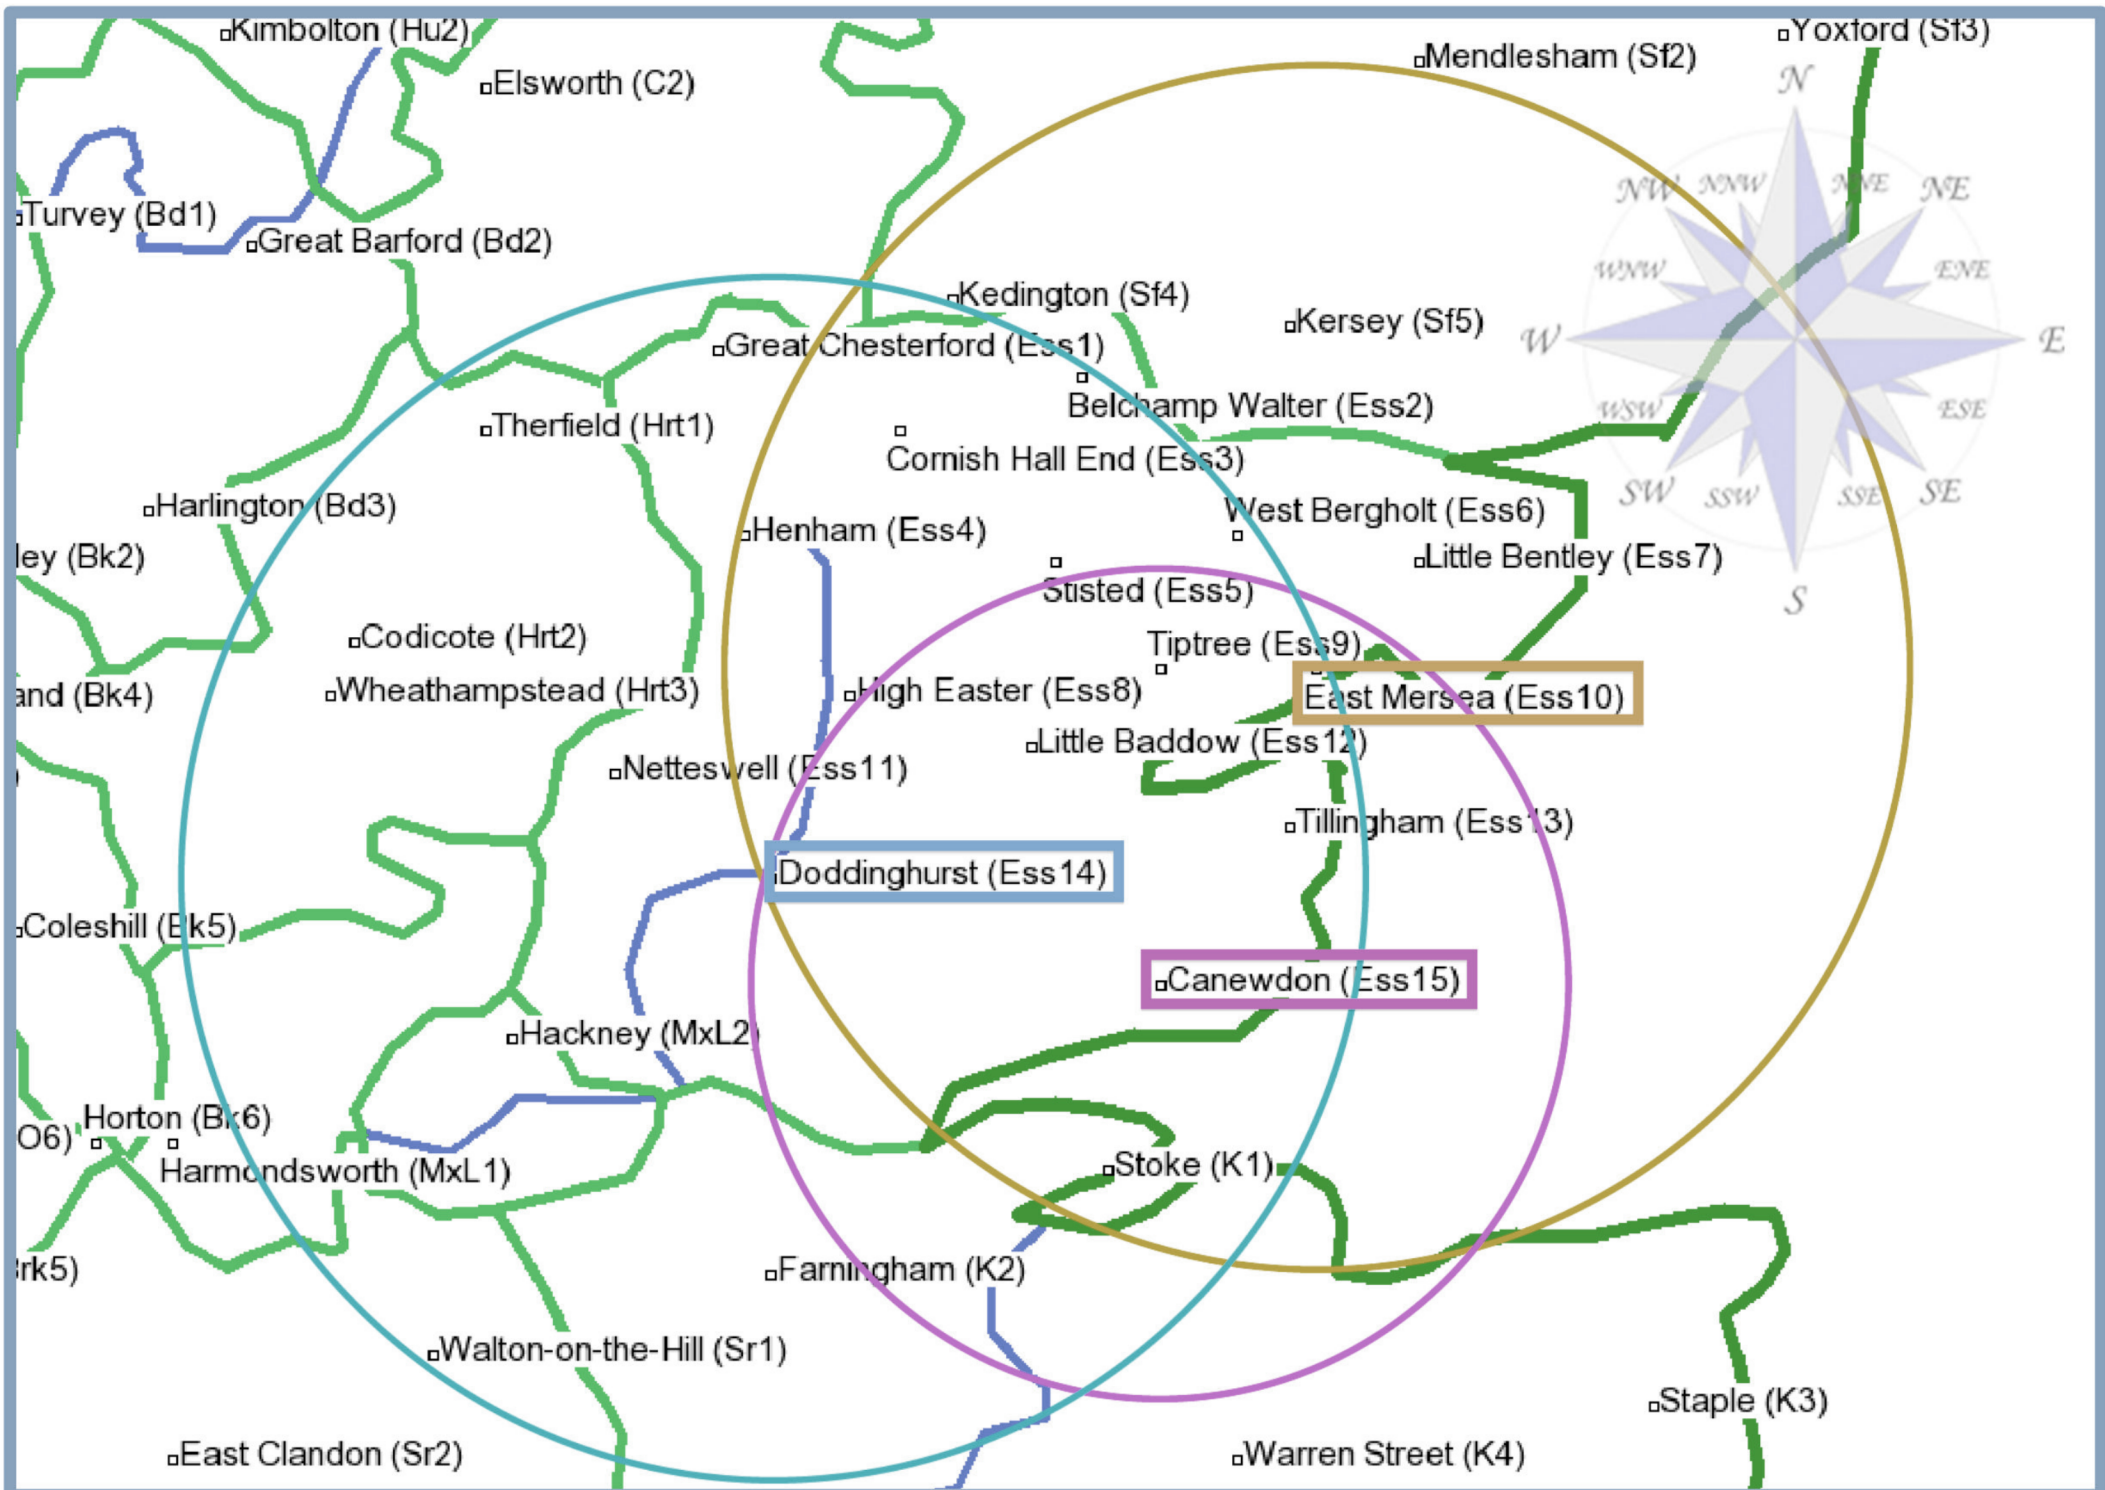 Kimbolton (Hu2)
Yoxford (Sf3)
Mendlesham (Sf2)
Elsworth (C2)
N
NW
NNW
NNE
NE
Turvey (Bd1)
Great Barford (Bd2)
WNW
ENE
Kedington (Sf4)
Kersey (Sf5)
W
E
Great Chesterford (Ess1)
Belchamp Walter (Ess2)
WSW
ESE
Therfield (Hrt1)
Cornish Hall End (Ess3)
SW
SSW
SSE
SE
Harlington (Bd3)
West Bergholt (Ess6)
Henham (Ess4)
ley (Bk2)
Little Bentley (Ess7)
Stisted (Ess5)
S
Codicote (Hrt2)
Tiptree (Ess9)
and (Bk4)
Wheathampstead (Hrt3)
High Easter (Ess8)
East Mersea (Ess10)
Little Baddow (Ess12)
)
Netteswell (Ess11)
Tillingham (Ess13)
Doddinghurst (Ess14)
Coleshill (Bk5)
Canewdon (Ess15)
Hackney (MxL2)
Horton (Bk6)
O6)
Harmondsworth (MxL1)
Stoke (K1)
rk5)
Farningham (K2)
Walton-on-the-Hill (Sr1)
Staple (K3)
East Clandon (Sr2)
Warren Street (K4)